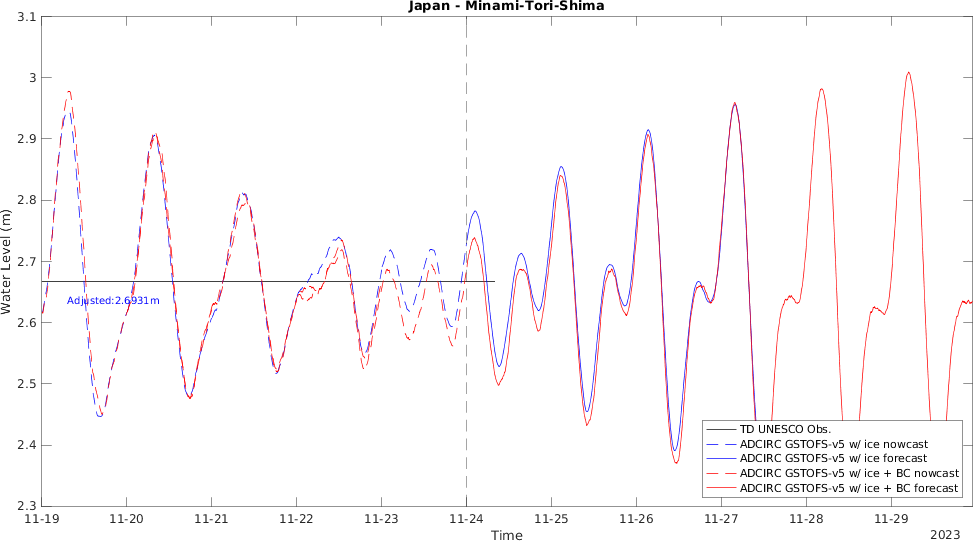 Japan - Minami-Tori-Shima
3.1
3
2.9
2.8
2.7
2.6
2.5
2.4
2.3
Water Level (m)
Adjusted:2.6931m
TD UNESCO Obs.
ADCIRC GSTOFS-v5 w/ ice nowcast
ADCIRC GSTOFS-v5 w/ ice forecast
ADCIRC GSTOFS-v5 w/ ice + BC nowcast
ADCIRC GSTOFS-v5 w/ ice + BC forecast
11-19 11-20 11-21 11-22 11-23 11-24 11-25 11-26 11-27 11-28 11-29
Time
2023